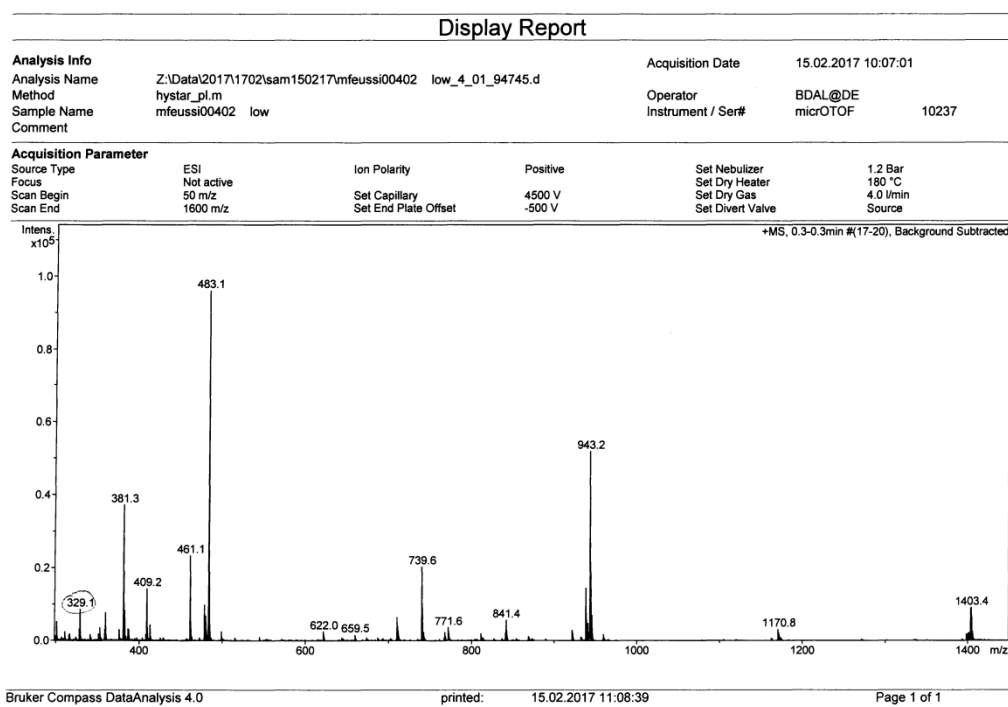 Display Report
Analysis Info
Acquisition Date 15.02.2017 10:07:01
Analysis Name Z:\Data\2017\1702\sam150217\mfeussi00402 low_4_01_94745.d
Method hystar_pl.m Operator BDAL@DE
Sample Name mfeussi00402 low Instrument / Ser# micrOTOF 10237
Comment
Acquisition Parameter
Source Type ESI Ion Polarity Positive Set Nebulizer 1.2 Bar
Focus Not active Set Dry Heater 180 °C
Scan Begin 50 m/z Set Capillary 4500 V Set Dry Gas 4.0 l/min
Scan End 1600 m/z Set End Plate Offset -500 V Set Divert Valve Source
Intens. +MS, 0.3-0.3min #(17-20), Background Subtracted
x10⁵
1.0
483.1
0.8
0.6
943.2
0.4
381.3
461.1
0.2
739.6
409.2
329.1
1403.4
841.4
771.6
622.0
659.5
1170.8
0.0
400 600 800 1000 1200 1400 m/z
Bruker Compass DataAnalysis 4.0 printed: 15.02.2017 11:08:39 Page 1 of 1